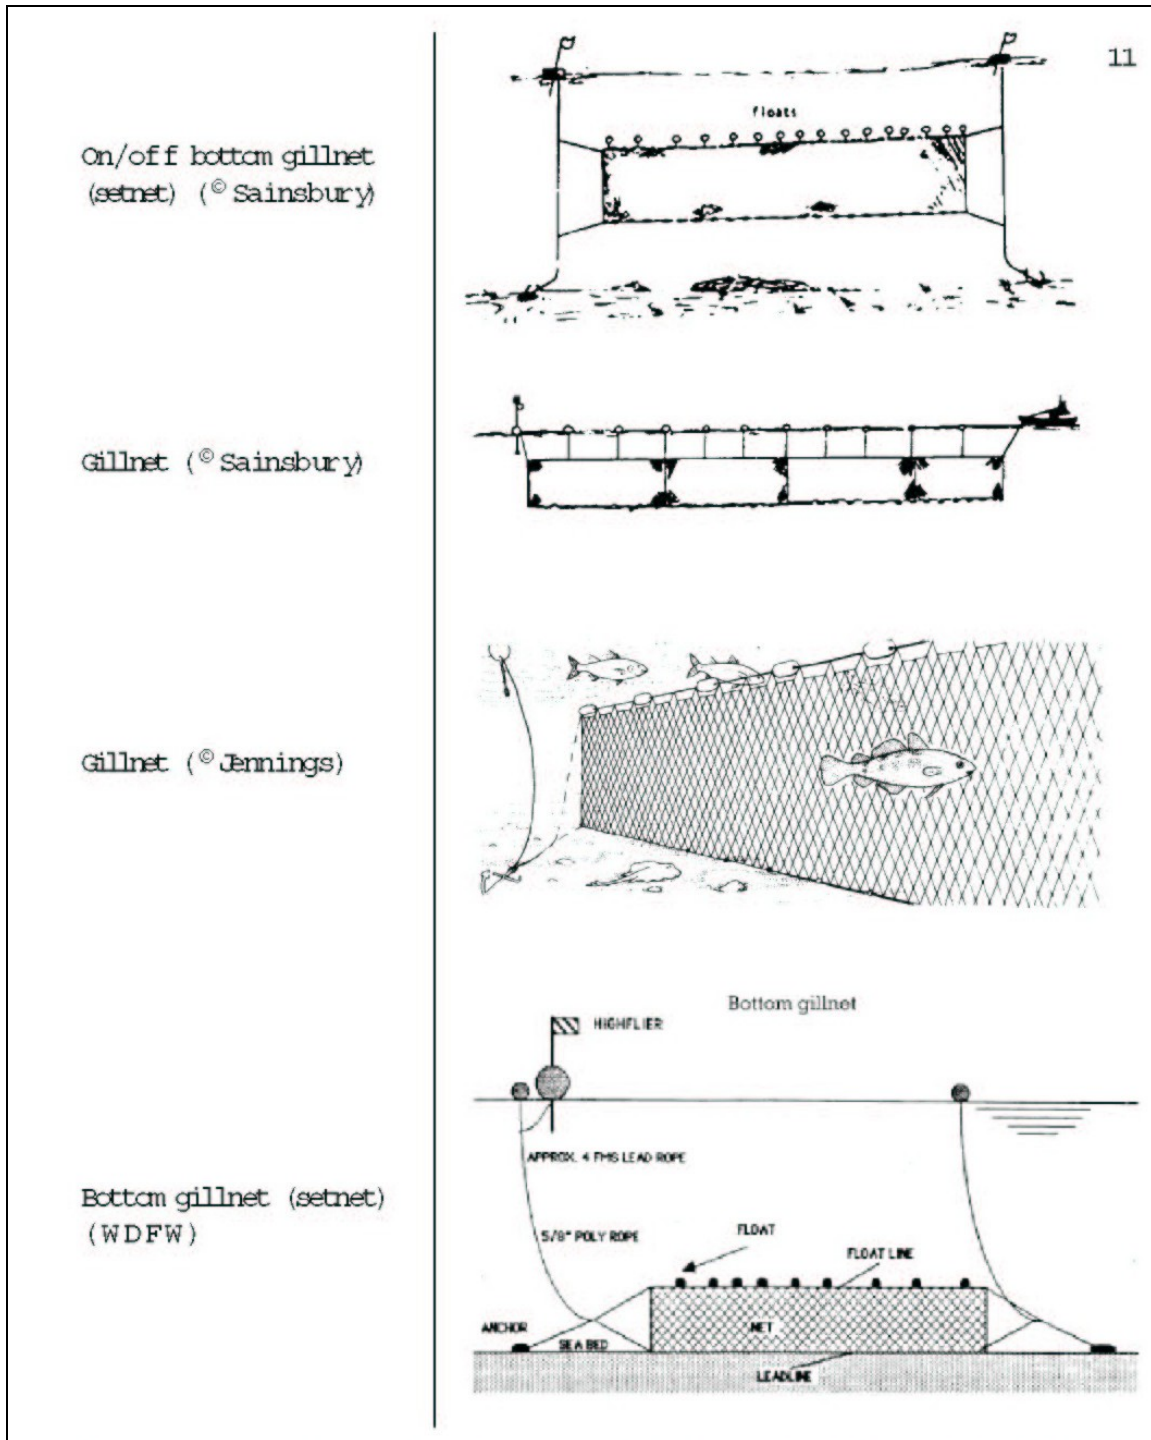 11
On/off bottom gillnet
(setnet) (© Sainsbury)
floats
Gillnet (© Sainsbury)
Gillnet (© Jennings)
Bottom gillnet
HIGHFLIER
APPROX. 4 FMS LEAD ROPE
Bottom gillnet (setnet)
(WDFW)
5/8" POLY ROPE
FLOAT
FLOAT LINE
ANCHOR
NET
SEA BED
LEADLINE